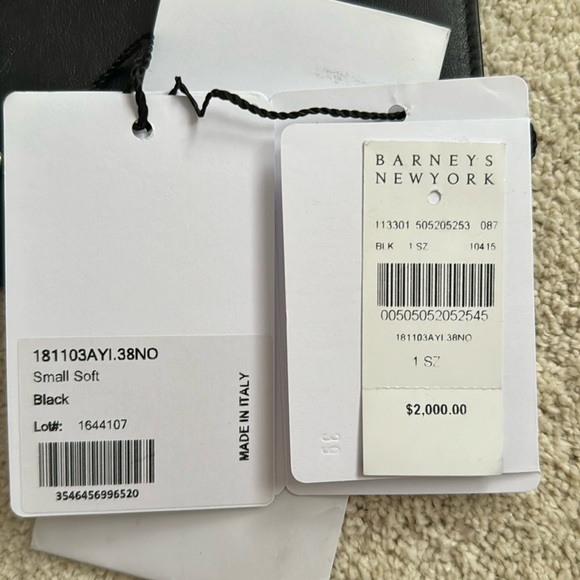 181103AYI.38NO
Small Soft
Black
Lot#: 1644107
3546456996520
MADE IN ITALY
BARNEYS
NEWYORK
113301 505205253 087
BLK 1 SZ 10415
00505052052545
181103AYI.38NO
1 SZ
$2,000.00